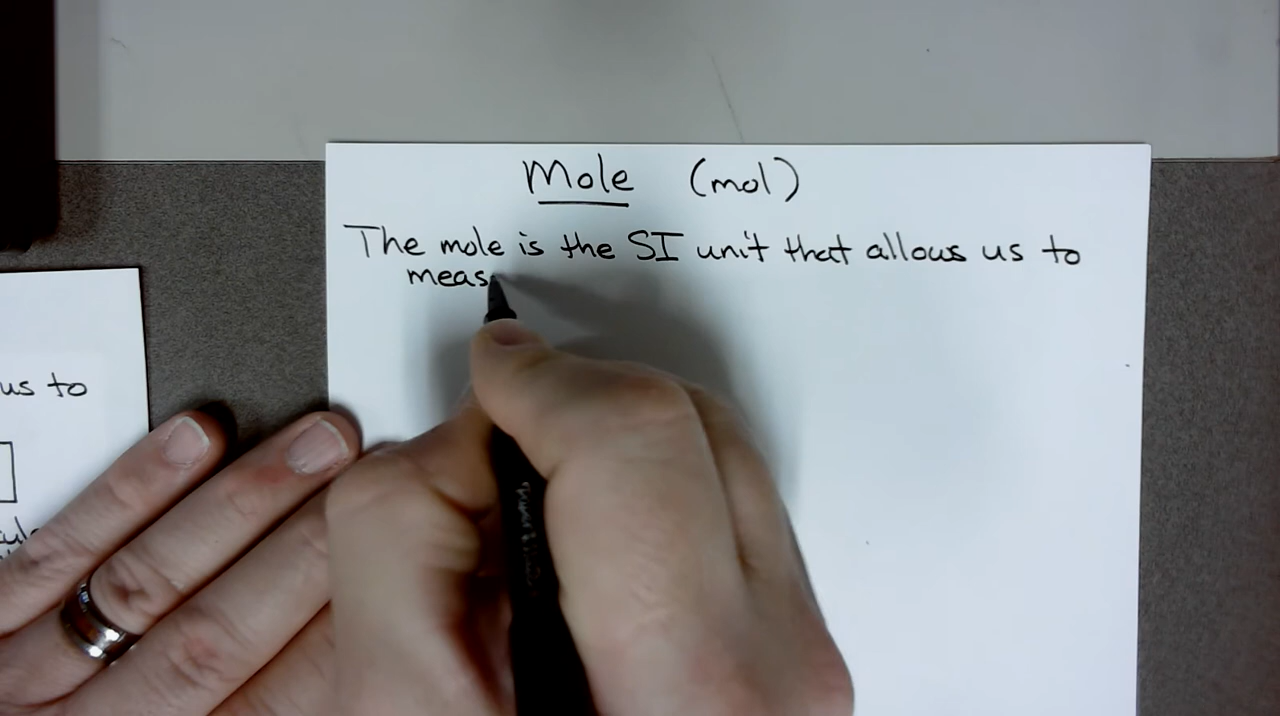 Mole (mol)
The mole is the SI unit that allows us to
meas
us to